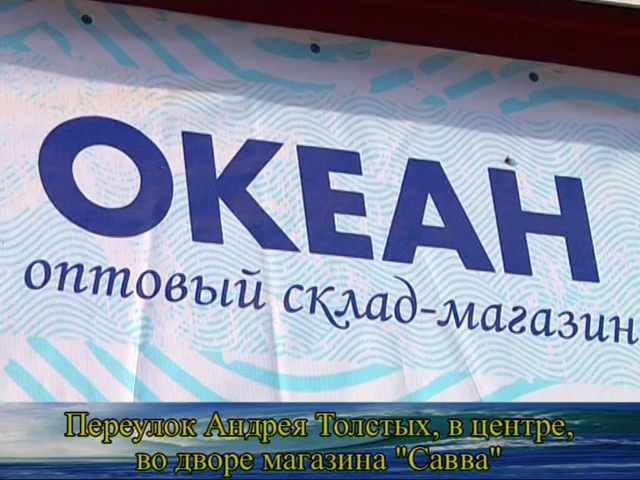 ОКЕАН
оптовый склад-магазин
Переулок Андрея Толстых, в центре,
во дворе магазина "Савва"